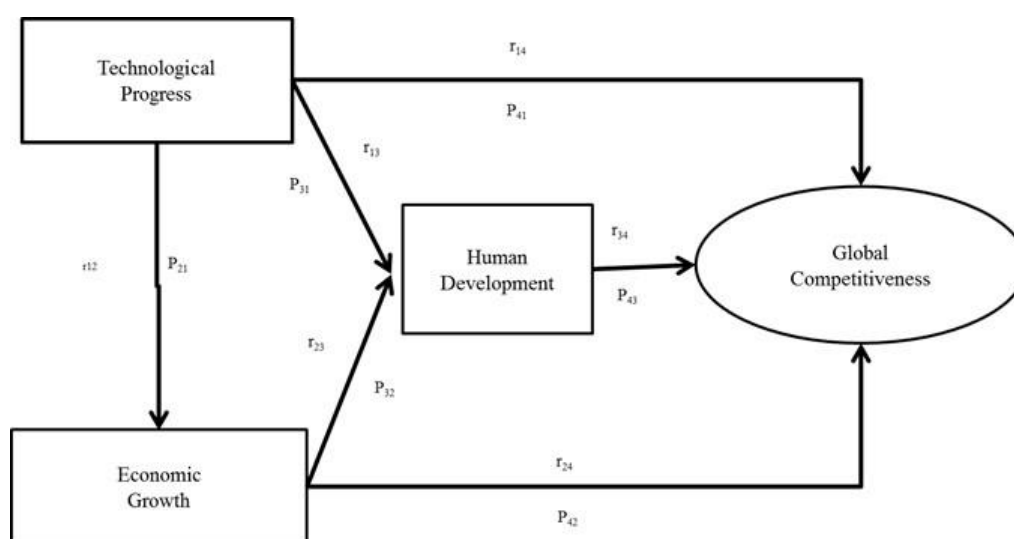 Technological
Progress
r14
P41
r13
P31
r12
P21
Human
Development
r34
P43
Global
Competitiveness
r23
P32
Economic
Growth
r24
P42